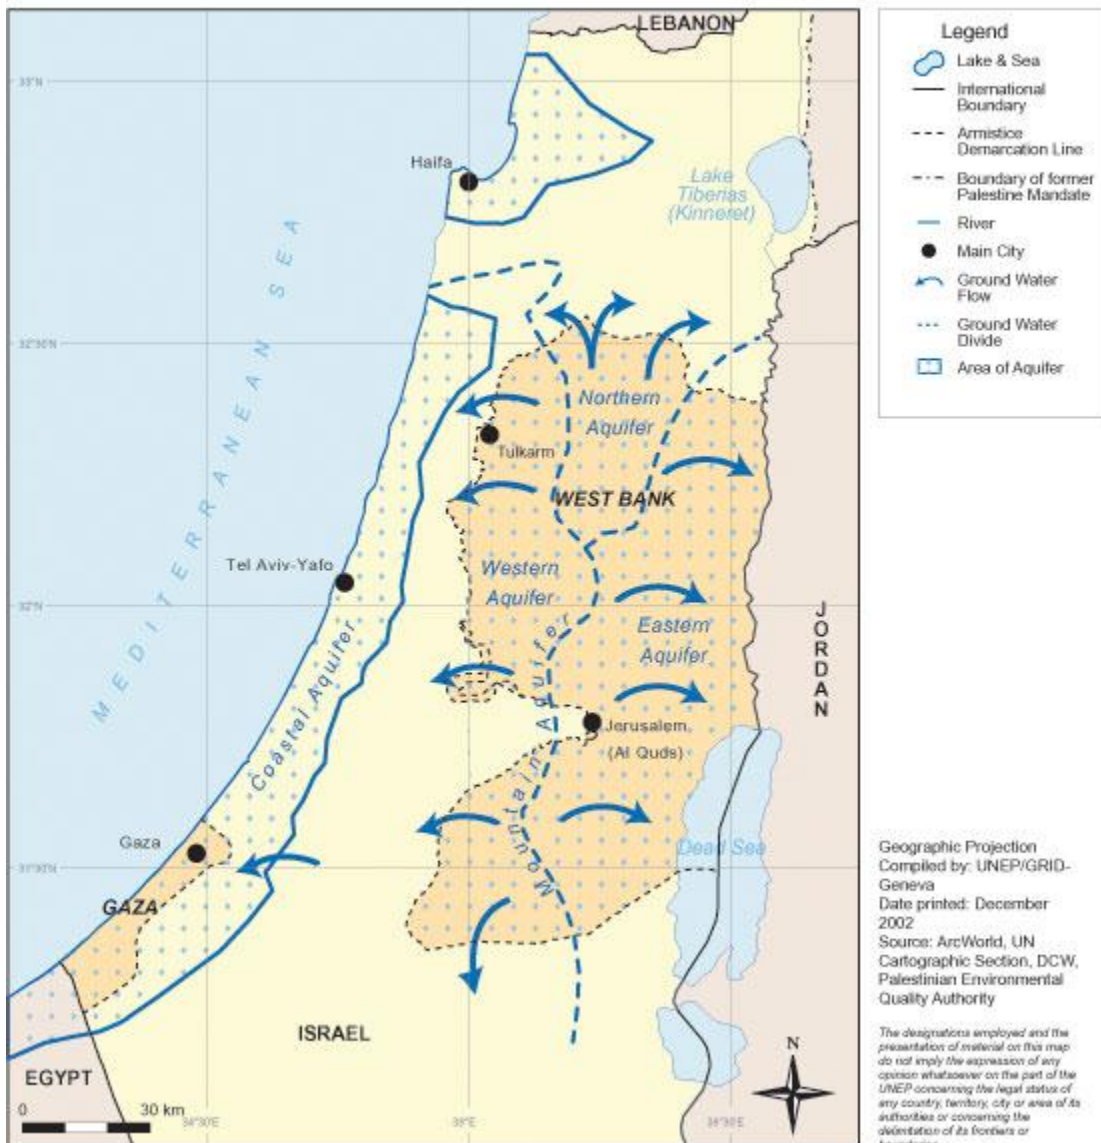 LEBANON
Legend
Lake & Sea
International
Boundary
Armistice
Demarcation Line
Boundary of former
Palestine Mandate
River
Main City
Ground Water
Flow
Ground Water
Divide
Area of Aquifer
33°N
Haifa
Lake
Tiberias
(Kinneret)
MEDITERRANEAN SEA
32°30'N
Northern
Aquifer
Tulkarm
WEST BANK
Tel Aviv-Yafo
Western
Aquifer
32°N
Eastern
Aquifer
JORDAN
Coastal Aquifer
Mountain Aquifer
Jerusalem
(Al Quds)
Gaza
Dead Sea
31°30'N
GAZA
ISRAEL
EGYPT
N
0 30 km
34°30'E
35°E
35°30'E
Geographic Projection
Compiled by: UNEP/GRID-
Geneva
Date printed: December
2002
Source: ArcWorld, UN
Cartographic Section, DCW,
Palestinian Environmental
Quality Authority
The designations employed and the
presentation of material on this map
do not imply the expression of any
opinion whatsoever on the part of the
UNEP concerning the legal status of
any country, territory, city or area of its
authorities or concerning the
delimitation of its frontiers or